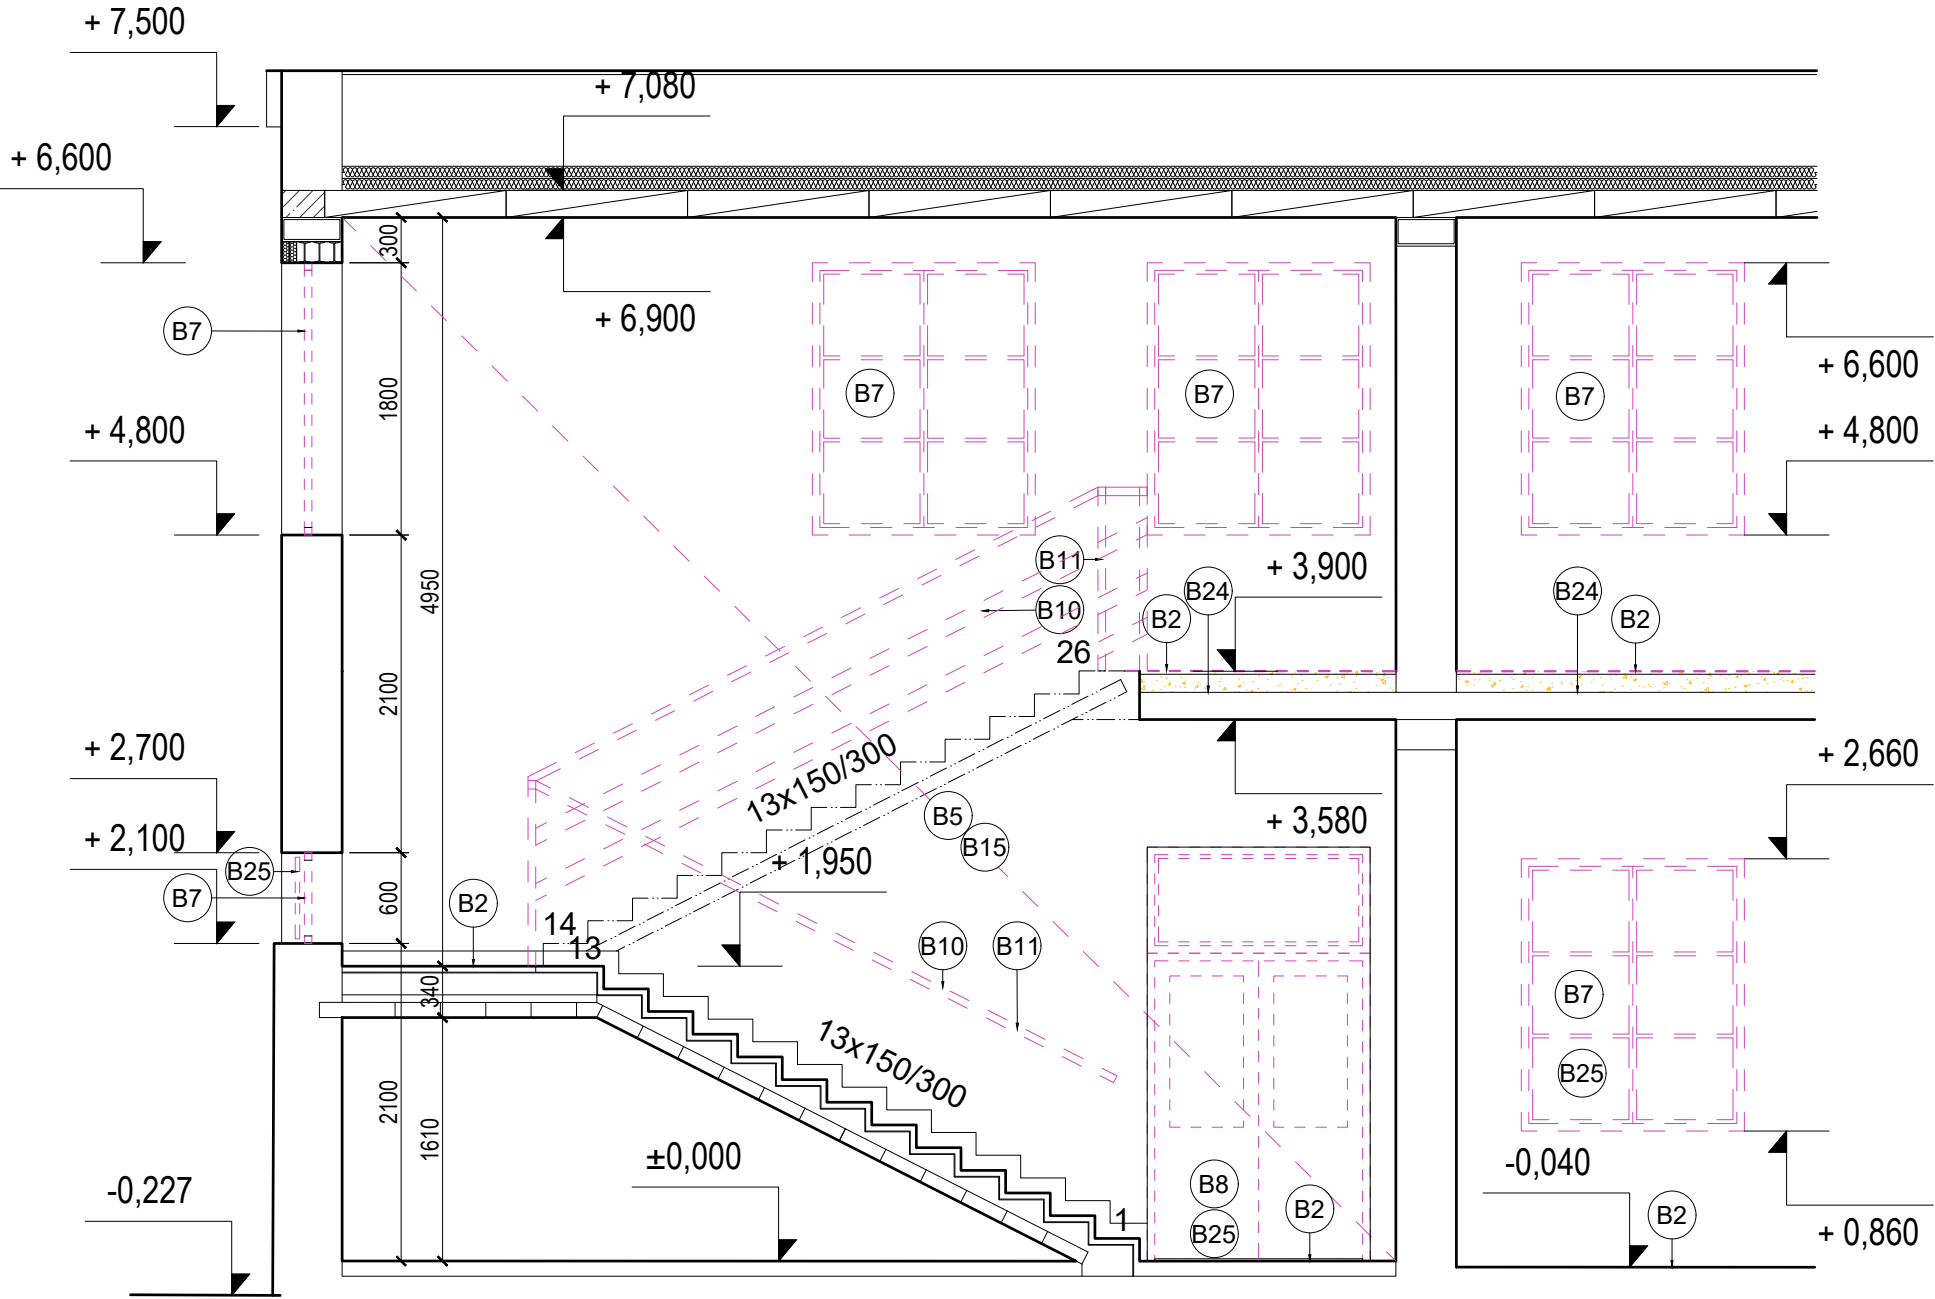 + 7,500
+ 7,080
+ 6,600
300
+ 6,900
B7
+ 6,600
B7
B7
B7
1800
+ 4,800
+ 4,800
B11
+ 3,900
4950
B10
B24
B2
B24
B2
26
2100
+ 2,700
13x150/300
+ 2,660
B5
+ 3,580
+ 2,100
B15
+ 1,950
B25
B7
600
B2
14
13
B10
B11
340
B7
13x150/300
B25
2100
1610
±0,000
-0,040
-0,227
B8
1
B2
B2
B25
+ 0,860